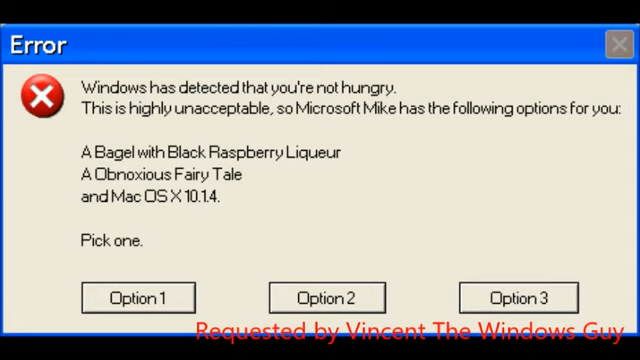 Error
Windows has detected that you're not hungry.
This is highly unacceptable, so Microsoft Mike has the following options for you:
A Bagel with Black Raspberry Liqueur
A Obnoxious Fairy Tale
and Mac OS X 10.1.4.
Pick one.
Option 1
Option 2
Option 3
Requested by Vincent The Windows Guy